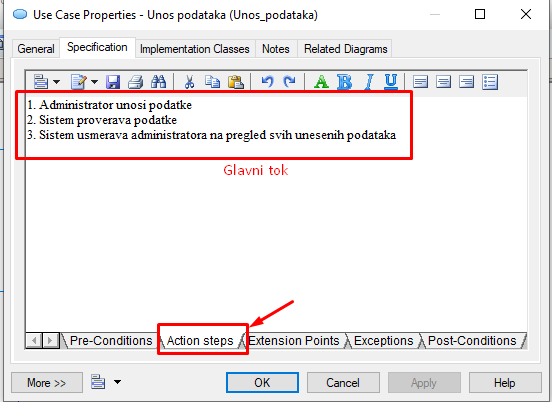 Use Case Properties - Unos podataka (Unos_podataka)
General Specification Implementation Classes Notes Related Diagrams
A B I U
1. Administrator unosi podatke
2. Sistem proverava podatke
3. Sistem usmerava administratora na pregled svih unesenih podataka
Glavni tok
Pre-Conditions Action steps Extension Points Exceptions Post-Conditions
More >> OK Cancel Apply Help